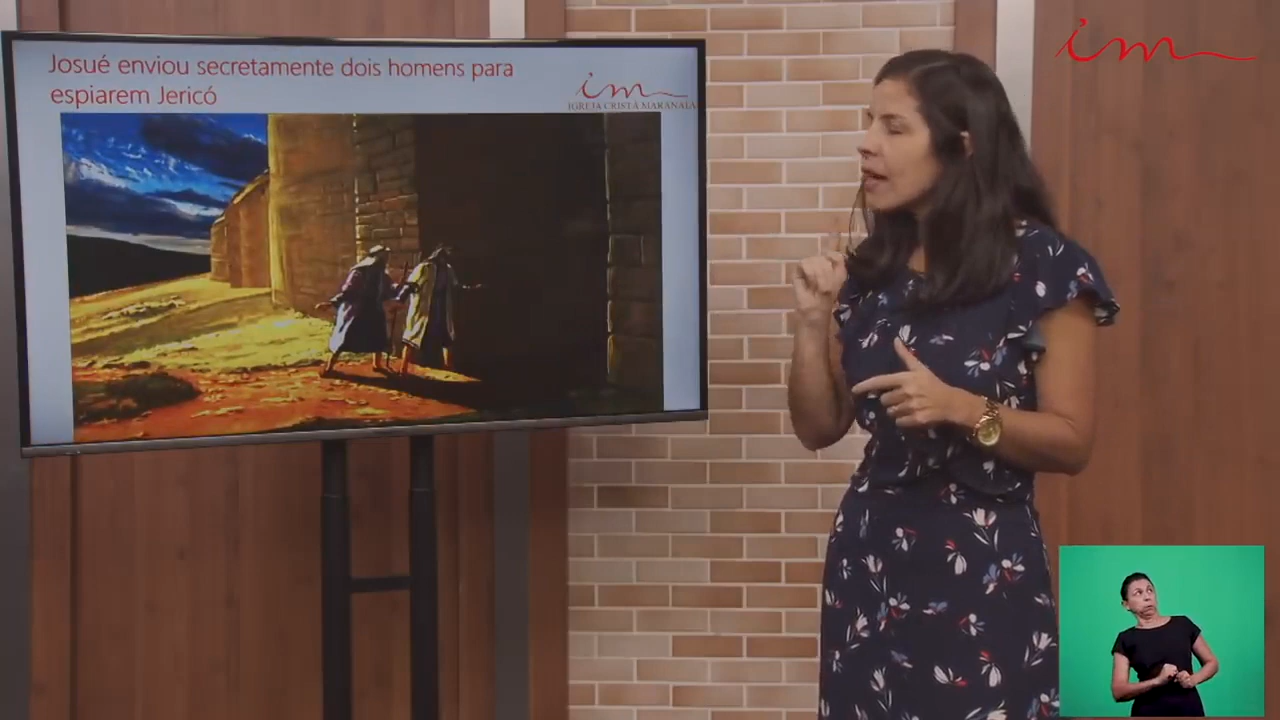 Josué enviou secretamente dois homens para
espiarem Jericó
im
IGREJA CRISTÃ MARANATA
im